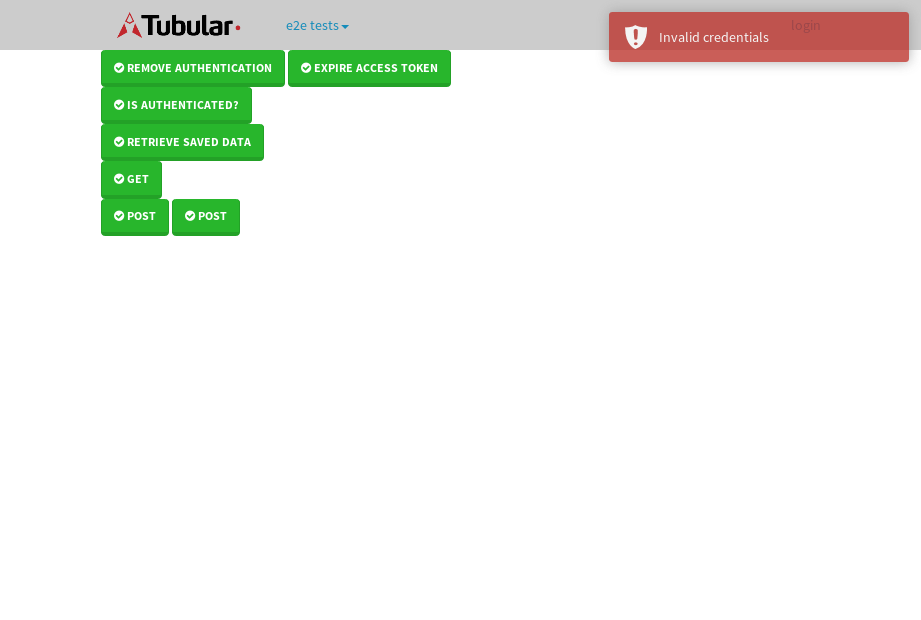 Tubular
e2e tests
login
Invalid credentials
REMOVE AUTHENTICATION
EXPIRE ACCESS TOKEN
IS AUTHENTICATED?
RETRIEVE SAVED DATA
GET
POST
POST